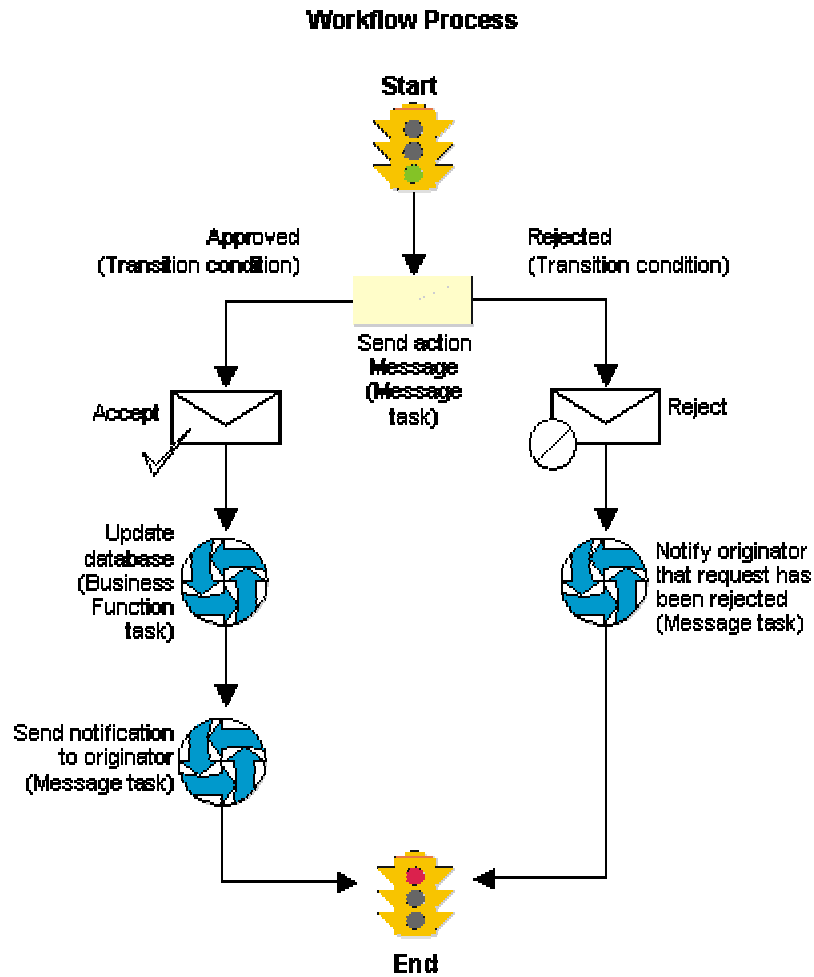 Workflow Process
Start
Approved
(Transition condition)
Rejected
(Transition condition)
Send action
Message
(Message
task)
Accept
Reject
Update
database
(Business
Function
task)
Notify originator
that request has
been rejected
(Message task)
Send notification
to originator
(Message task)
End